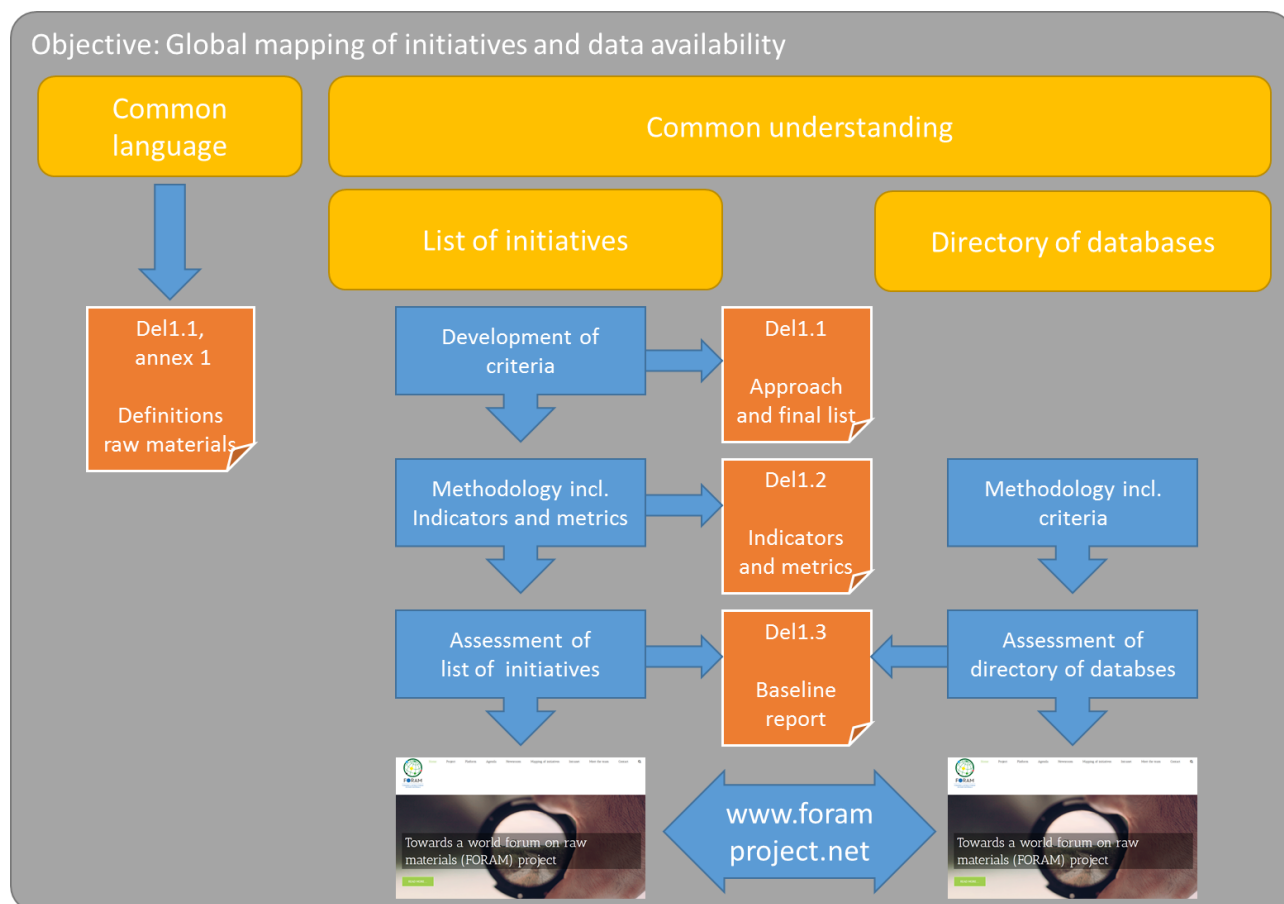 Objective: Global mapping of initiatives and data availability
Common
language
Common understanding
List of initiatives
Directory of databases
Del1.1,
annex 1
Definitions
raw materials
Development of
criteria
Del1.1
Approach
and final list
Methodology incl.
Indicators and metrics
Del1.2
Indicators
and metrics
Methodology incl.
criteria
Assessment of
list of initiatives
Del1.3
Baseline
report
Assessment of
directory of databses
FORAM
Towards a world forum on raw
materials (FORAM) project
www.foram
project.net
FORAM
Towards a world forum on raw
materials (FORAM) project